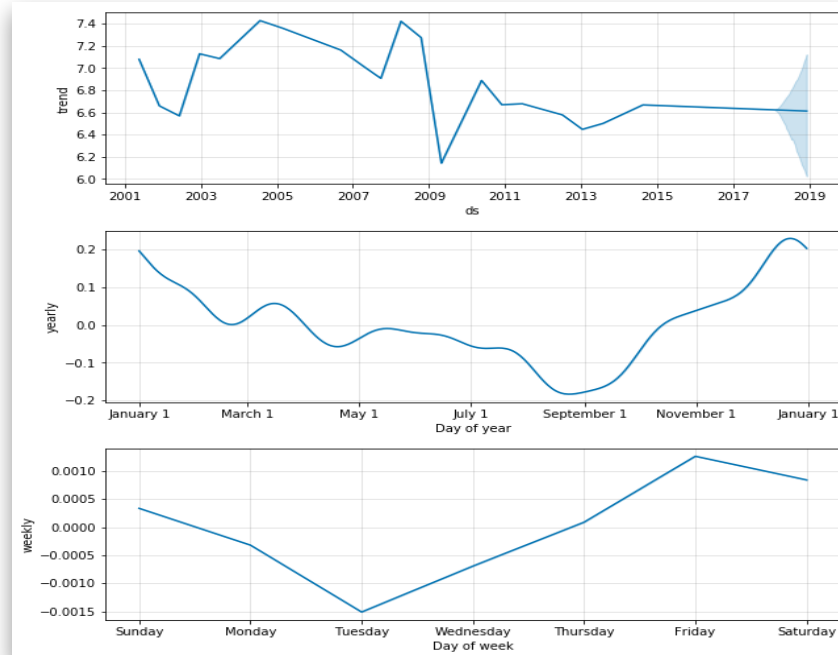 trend
7.4
7.2
7.0
6.8
6.6
6.4
6.2
6.0
2001 2003 2005 2007 2009 2011 2013 2015 2017 2019
ds
yearly
0.2
0.1
0.0
−0.1
−0.2
January 1 March 1 May 1 July 1 September 1 November 1 January 1
Day of year
weekly
0.0010
0.0005
0.0000
−0.0005
−0.0010
−0.0015
Sunday Monday Tuesday Wednesday Thursday Friday Saturday
Day of week